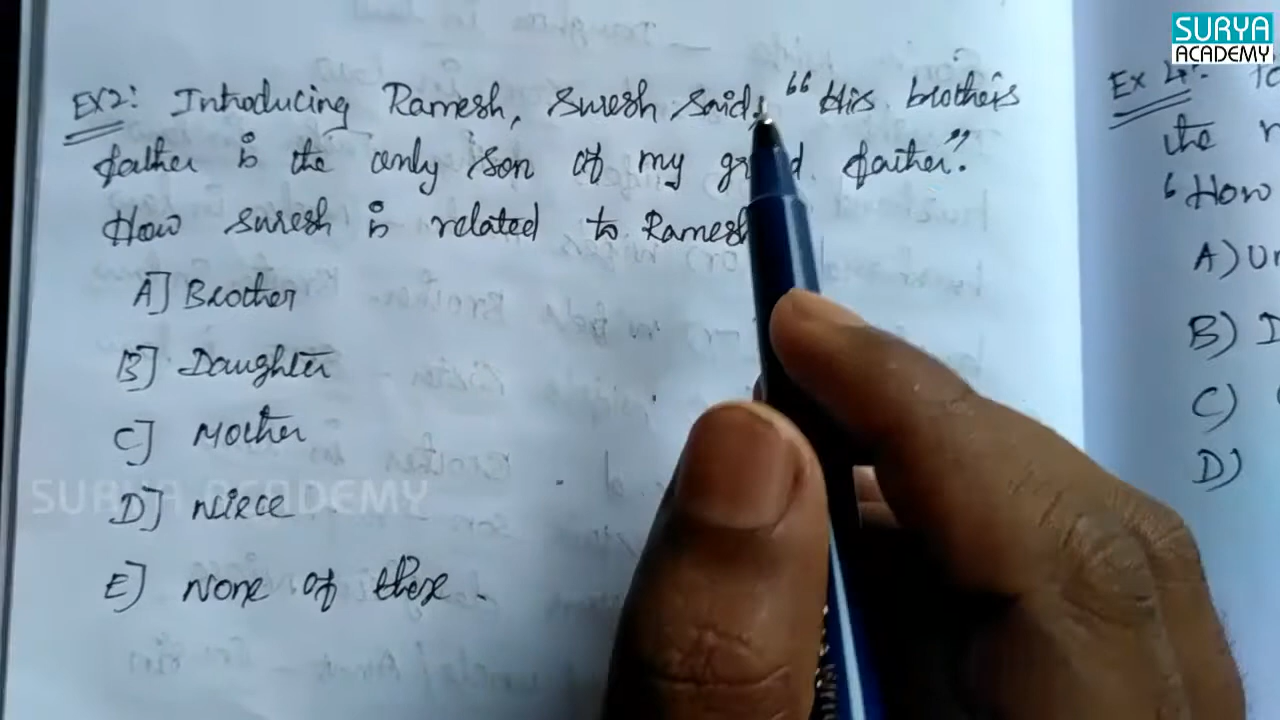 SURYA
ACADEMY
EX2: Introducing Ramesh, Suresh said, "His brother's
father is the only son of my grand father".
How Suresh is related to Ramesh
A] Brother
B] Daughter
C] Mother
D] Niece
E] None of these.
SURYA ACADEMY
Ex 4:
the
"How
A)
B)
C)
D)